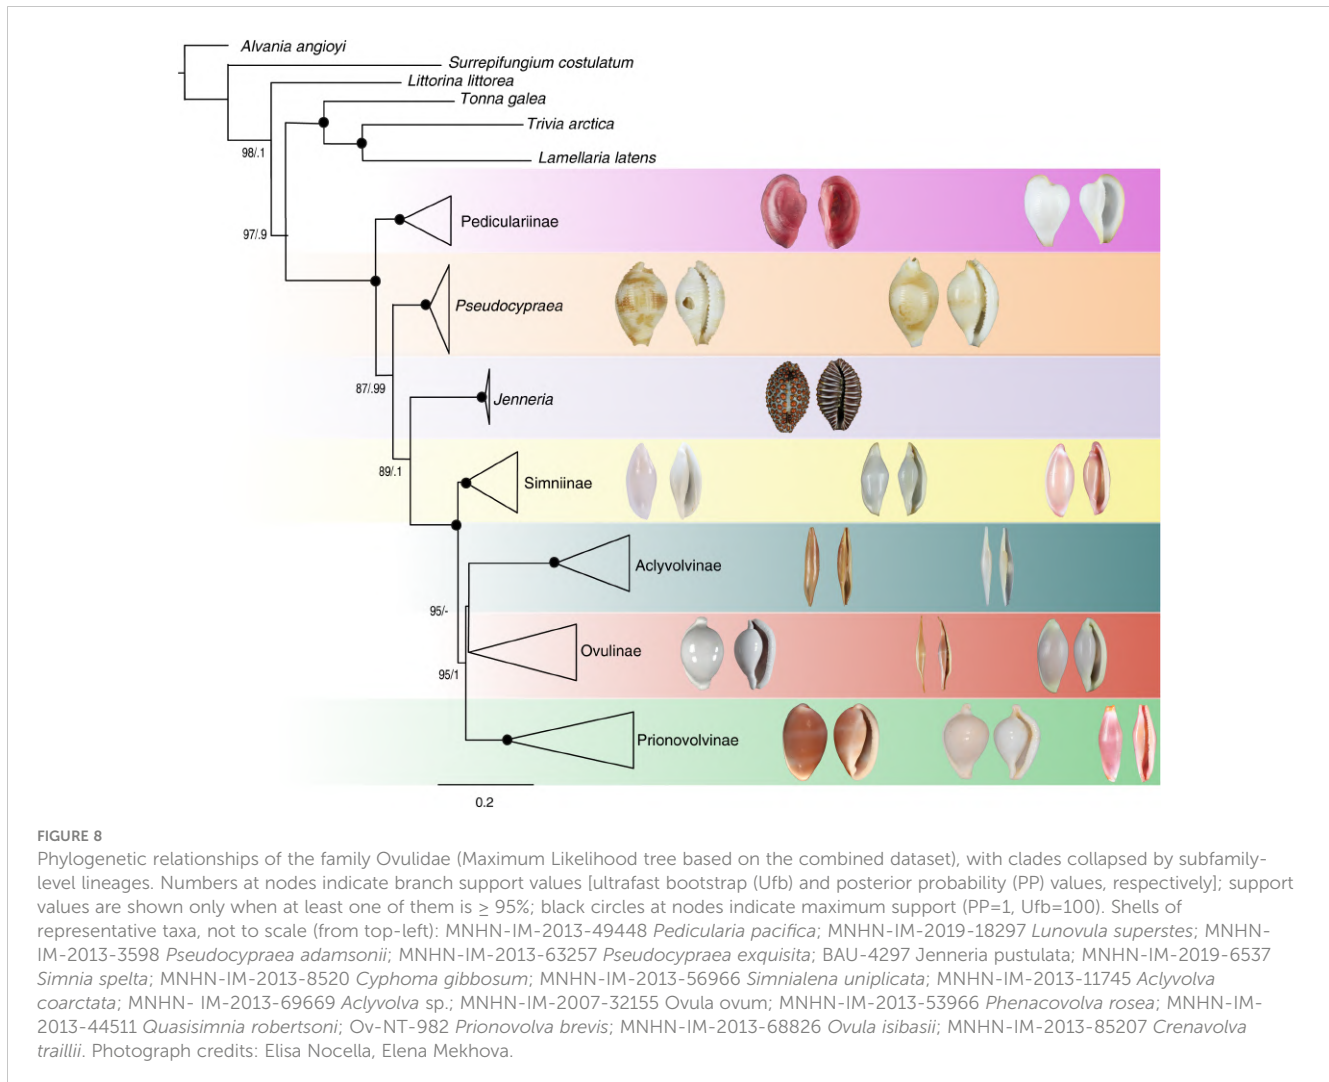 Alvania angioyi
Surrepifungium costulatum
Littorina littorea
Tonna galea
Trivia arctica
98/.1
Lamellaria latens
Pediculariinae
97/.9
Pseudocypraea
87/.99
Jenneria
89/.1
Simniinae
Aclyvolvinae
95/-
Ovulinae
95/1
Prionovolvinae
0.2
FIGURE 8
Phylogenetic relationships of the family Ovulidae (Maximum Likelihood tree based on the combined dataset), with clades collapsed by subfamily-
level lineages. Numbers at nodes indicate branch support values [ultrafast bootstrap (Ufb) and posterior probability (PP) values, respectively]; support
values are shown only when at least one of them is ≥ 95%; black circles at nodes indicate maximum support (PP=1, Ufb=100). Shells of
representative taxa, not to scale (from top-left): MNHN-IM-2013-49448 Pedicularia pacifica; MNHN-IM-2019-18297 Lunovula superstes; MNHN-
IM-2013-3598 Pseudocypraea adamsonii; MNHN-IM-2013-63257 Pseudocypraea exquisita; BAU-4297 Jenneria pustulata; MNHN-IM-2019-6537
Simnia spelta; MNHN-IM-2013-8520 Cyphoma gibbosum; MNHN-IM-2013-56966 Simnialena uniplicata; MNHN-IM-2013-11745 Aclyvolva
coarctata; MNHN- IM-2013-69669 Aclyvolva sp.; MNHN-IM-2007-32155 Ovula ovum; MNHN-IM-2013-53966 Phenacovolva rosea; MNHN-IM-
2013-44511 Quasisimnia robertsoni; Ov-NT-982 Prionovolva brevis; MNHN-IM-2013-68826 Ovula isibasii; MNHN-IM-2013-85207 Crenavolva
traillii. Photograph credits: Elisa Nocella, Elena Mekhova.